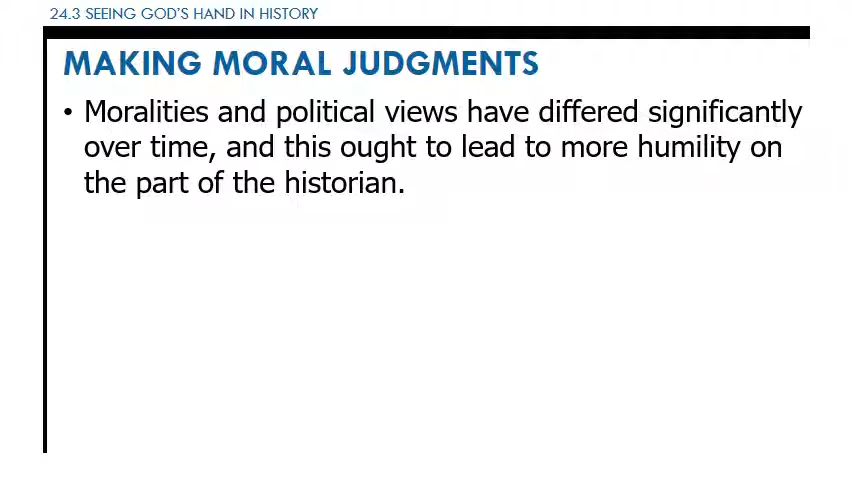 24.3 SEEING GOD'S HAND IN HISTORY
MAKING MORAL JUDGMENTS
• Moralities and political views have differed significantly
over time, and this ought to lead to more humility on
the part of the historian.